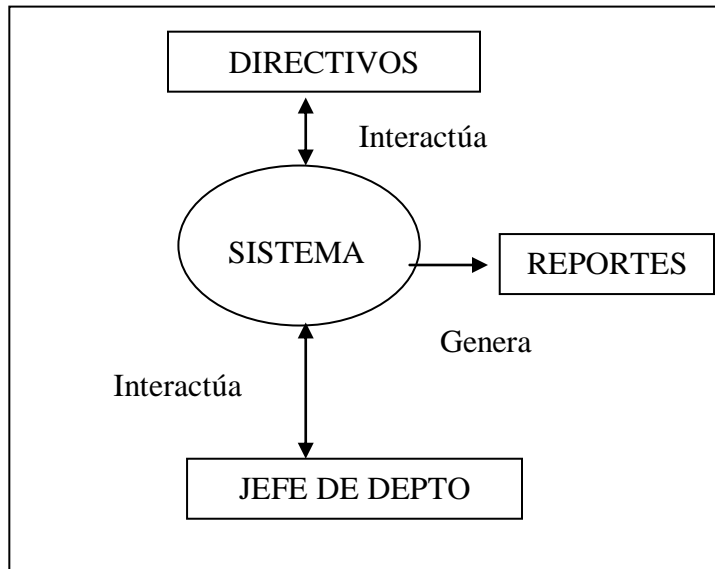 DIRECTIVOS
Interactúa
SISTEMA
REPORTES
Genera
Interactúa
JEFE DE DEPTO